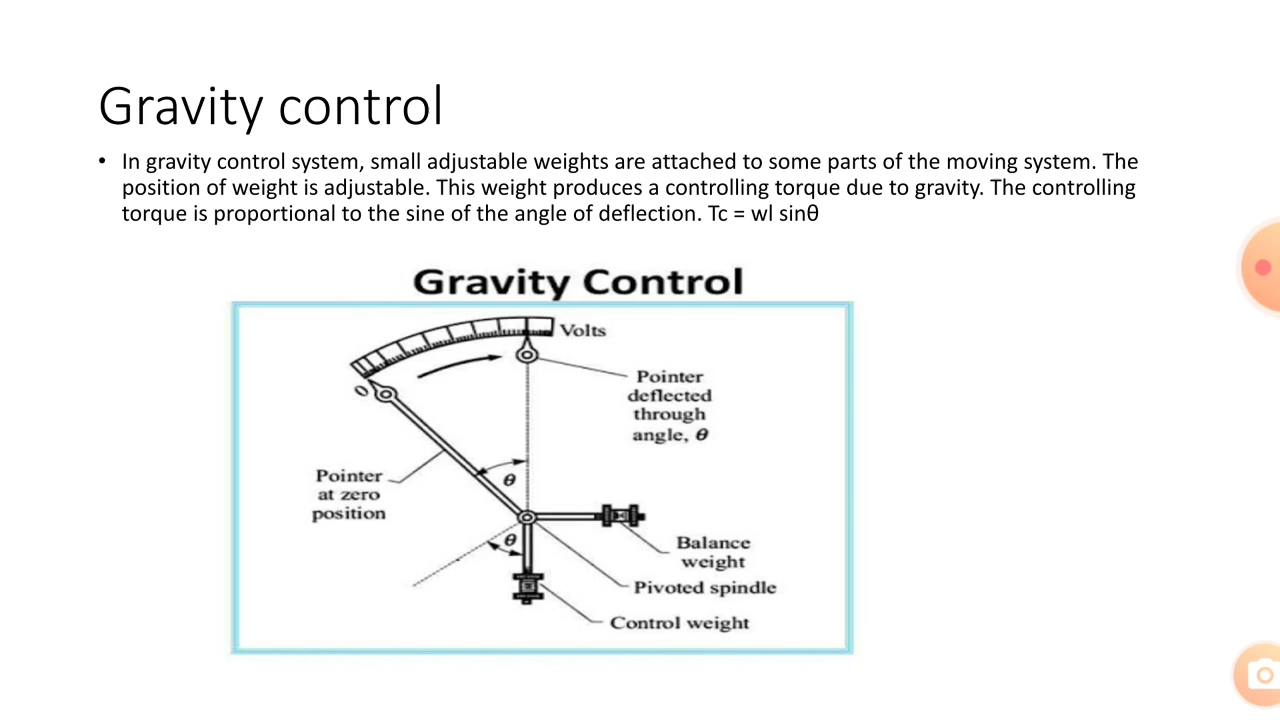 Gravity control
• In gravity control system, small adjustable weights are attached to some parts of the moving system. The
position of weight is adjustable. This weight produces a controlling torque due to gravity. The controlling
torque is proportional to the sine of the angle of deflection. Tc = wl sinθ
Gravity Control
Volts
0
Pointer
deflected
through
angle, θ
Pointer
at zero
position
θ
θ
Balance
weight
Pivoted spindle
Control weight